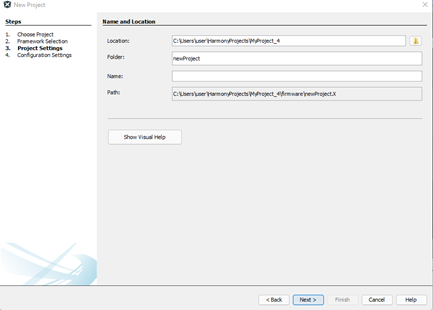 New Project
Steps
1. Choose Project
2. Framework Selection
3. Project Settings
4. Configuration Settings
Name and Location
Location: C:\Users\user\HarmonyProjects\MyProject_4
Folder: newProject
Name:
Path: C:\Users\user\HarmonyProjects\MyProject_4\firmware\newProject.X
Show Visual Help
< Back Next > Finish Cancel Help